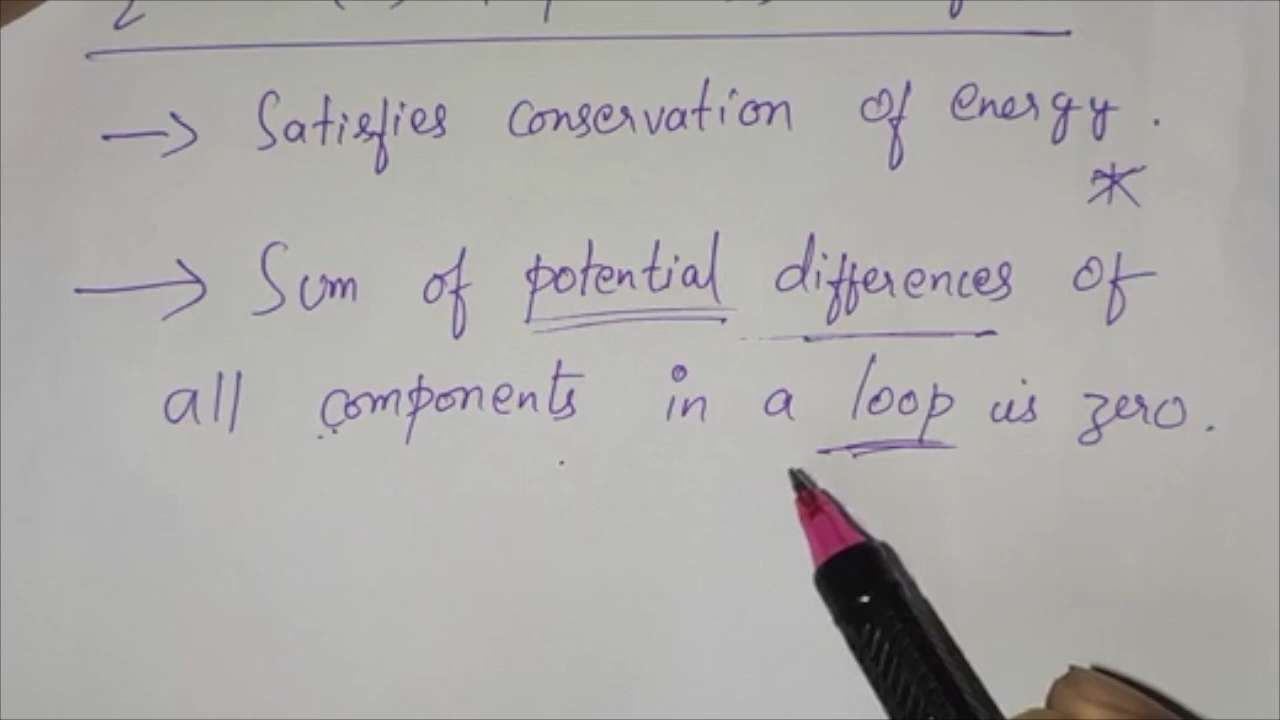 → Satisfies conservation of energy.
*
→ Sum of potential differences of
all components in a loop is zero.